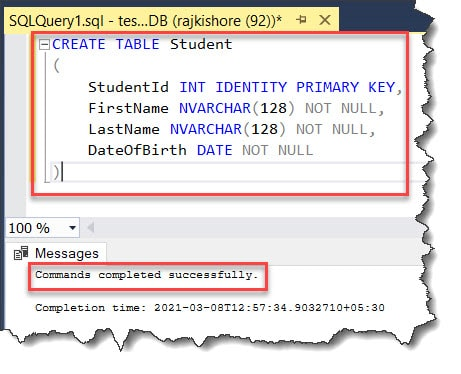 SQLQuery1.sql - tes...DB (rajkishore (92))*
CREATE TABLE Student
(
StudentId INT IDENTITY PRIMARY KEY,
FirstName NVARCHAR(128) NOT NULL,
LastName NVARCHAR(128) NOT NULL,
DateOfBirth DATE NOT NULL
)
100 %
Messages
Commands completed successfully.
Completion time: 2021-03-08T12:57:34.9032710+05:30